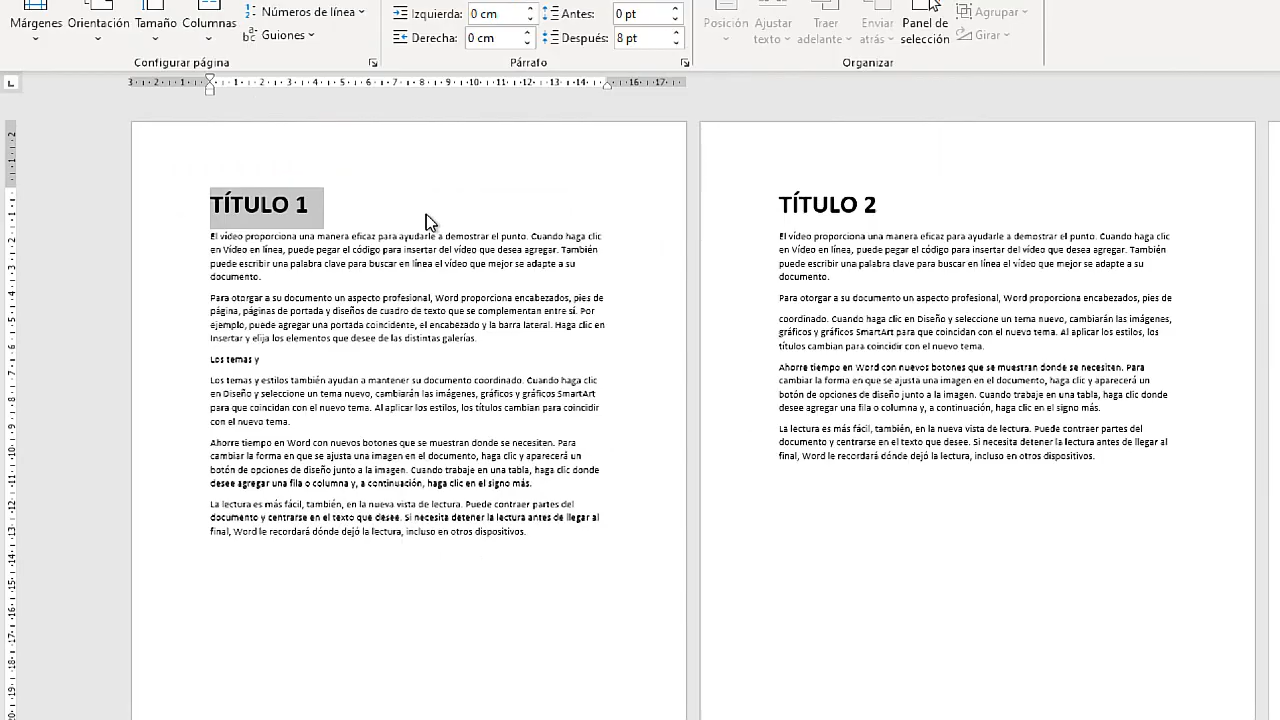 Márgenes Orientación Tamaño Columnas
Números de línea
Guiones
Configurar página
Izquierda: 0 cm
Derecha: 0 cm
Antes: 0 pt
Después: 8 pt
Párrafo
Posición Ajustar texto Traer adelante Enviar atrás Panel de selección
Agrupar
Girar
Organizar
3 2 1 1 2 3 4 5 6 7 8 9 10 11 12 13 14 16 17
TÍTULO 1
El vídeo proporciona una manera eficaz para ayudarle a demostrar el punto. Cuando haga clic
en Vídeo en línea, puede pegar el código para insertar del vídeo que desea agregar. También
puede escribir una palabra clave para buscar en línea el vídeo que mejor se adapte a su
documento.
Para otorgar a su documento un aspecto profesional, Word proporciona encabezados, pies de
página, páginas de portada y diseños de cuadro de texto que se complementan entre sí. Por
ejemplo, puede agregar una portada coincidente, el encabezado y la barra lateral. Haga clic en
Insertar y elija los elementos que desee de las distintas galerías.
Los temas y
Los temas y estilos también ayudan a mantener su documento coordinado. Cuando haga clic
en Diseño y seleccione un tema nuevo, cambiarán las imágenes, gráficos y gráficos SmartArt
para que coincidan con el nuevo tema. Al aplicar los estilos, los títulos cambian para coincidir
con el nuevo tema.
Ahorre tiempo en Word con nuevos botones que se muestran donde se necesiten. Para
cambiar la forma en que se ajusta una imagen en el documento, haga clic y aparecerá un
botón de opciones de diseño junto a la imagen. Cuando trabaje en una tabla, haga clic donde
desee agregar una fila o columna y, a continuación, haga clic en el signo más.
La lectura es más fácil, también, en la nueva vista de lectura. Puede contraer partes del
documento y centrarse en el texto que desee. Si necesita detener la lectura antes de llegar al
final, Word le recordará dónde dejó la lectura, incluso en otros dispositivos.
TÍTULO 2
El vídeo proporciona una manera eficaz para ayudarle a demostrar el punto. Cuando haga clic
en Vídeo en línea, puede pegar el código para insertar del vídeo que desea agregar. También
puede escribir una palabra clave para buscar en línea el vídeo que mejor se adapte a su
documento.
Para otorgar a su documento un aspecto profesional, Word proporciona encabezados, pies de
coordinado. Cuando haga clic en Diseño y seleccione un tema nuevo, cambiarán las imágenes,
gráficos y gráficos SmartArt para que coincidan con el nuevo tema. Al aplicar los estilos, los
títulos cambian para coincidir con el nuevo tema.
Ahorre tiempo en Word con nuevos botones que se muestran donde se necesiten. Para
cambiar la forma en que se ajusta una imagen en el documento, haga clic y aparecerá un
botón de opciones de diseño junto a la imagen. Cuando trabaje en una tabla, haga clic donde
desee agregar una fila o columna y, a continuación, haga clic en el signo más.
La lectura es más fácil, también, en la nueva vista de lectura. Puede contraer partes del
documento y centrarse en el texto que desee. Si necesita detener la lectura antes de llegar al
final, Word le recordará dónde dejó la lectura, incluso en otros dispositivos.